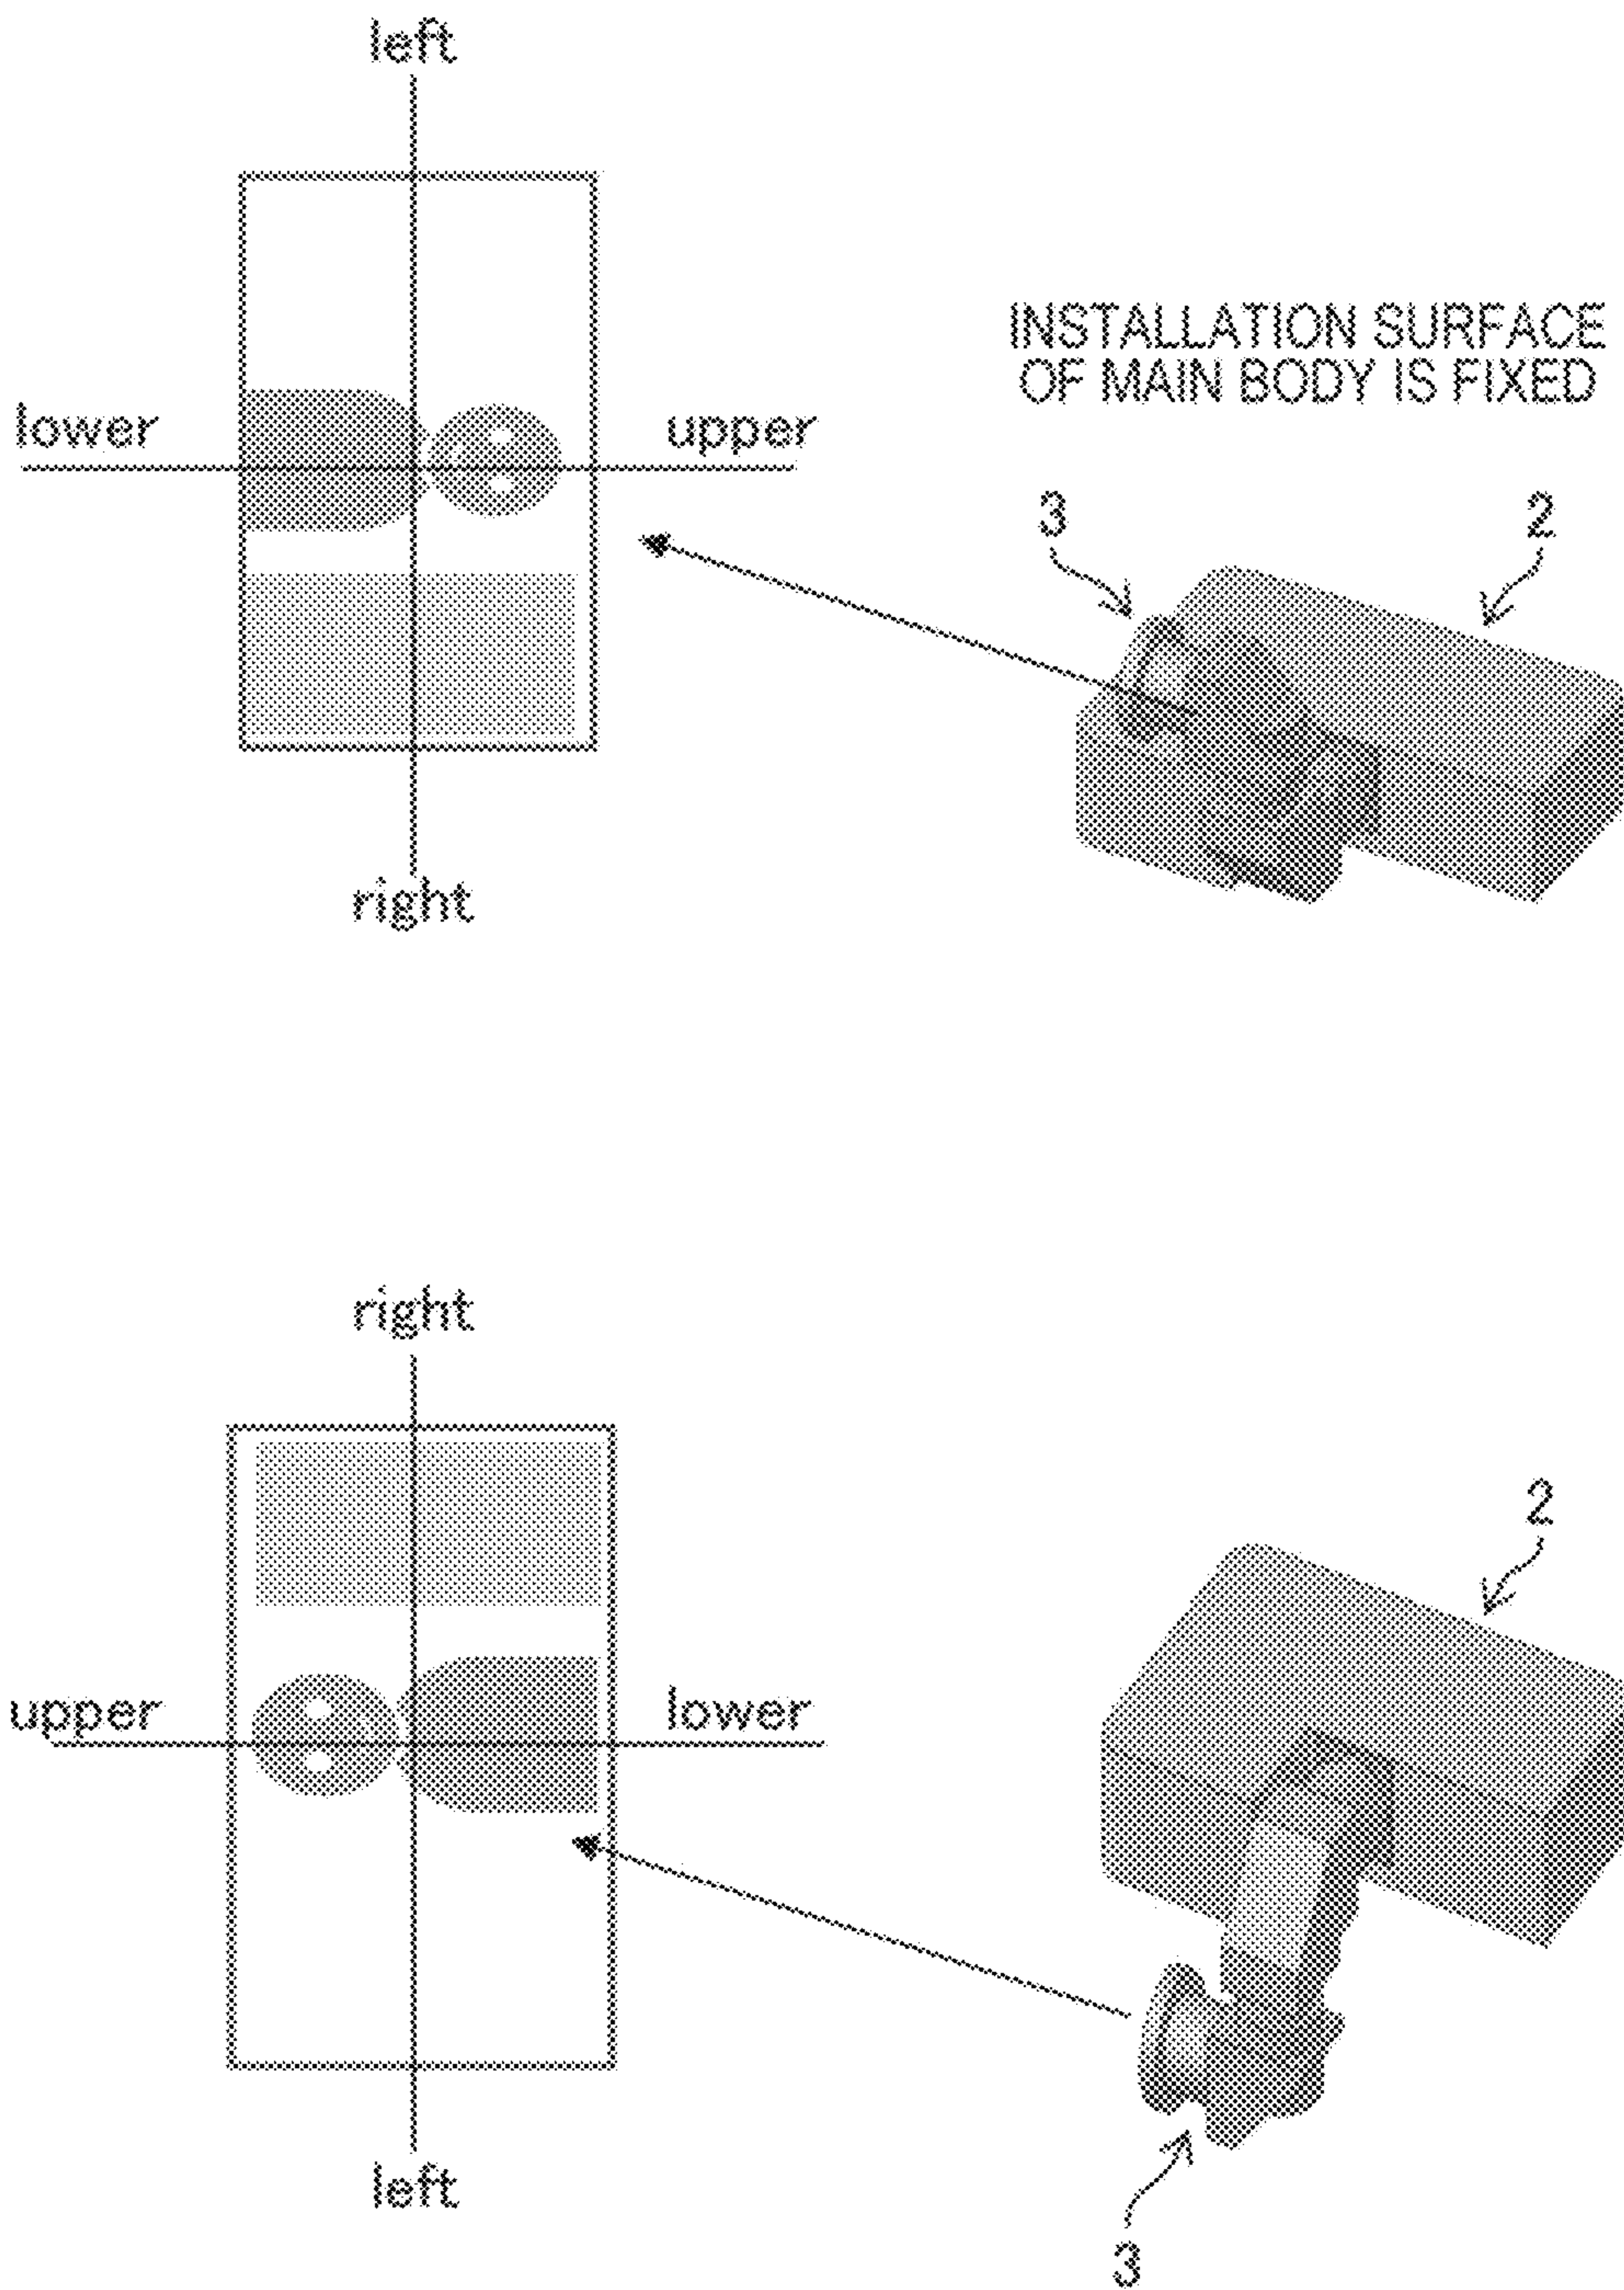 left
INSTALLATION SURFACE
OF MAIN BODY IS FIXED
lower
upper
3
2
right
right
2
upper
lower
left
3